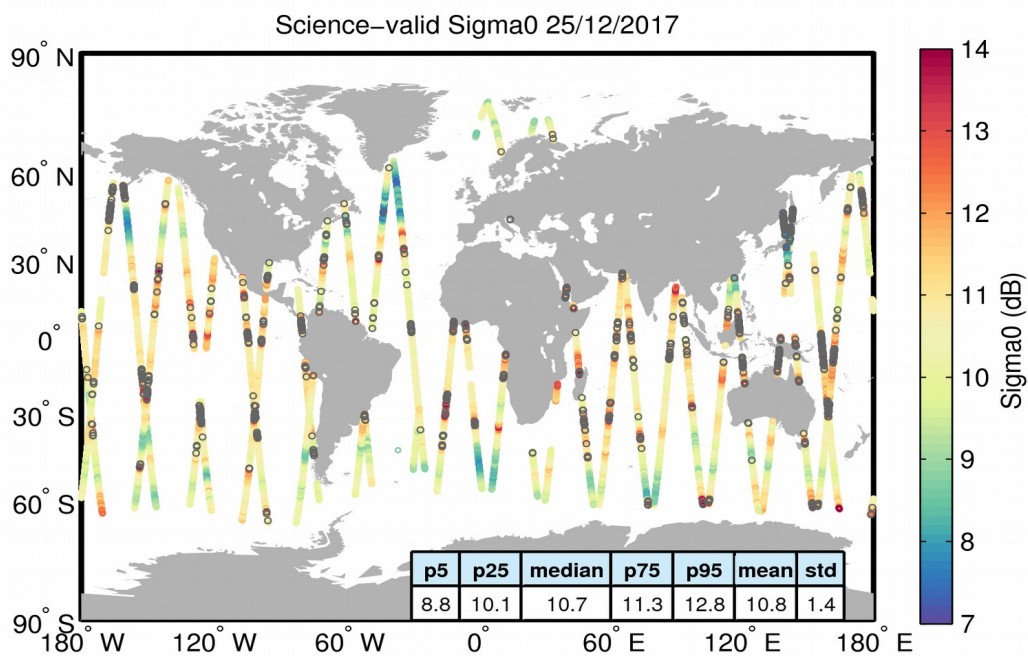 Science−valid Sigma0 25/12/2017
90° N
60° N
30° N
0°
30° S
60° S
90° S
180° W
120° W
60° W
0°
60° E
120° E
180° E
p5 p25 median p75 p95 mean std
8.8 10.1 10.7 11.3 12.8 10.8 1.4
14
13
12
11
10
9
8
7
Sigma0 (dB)